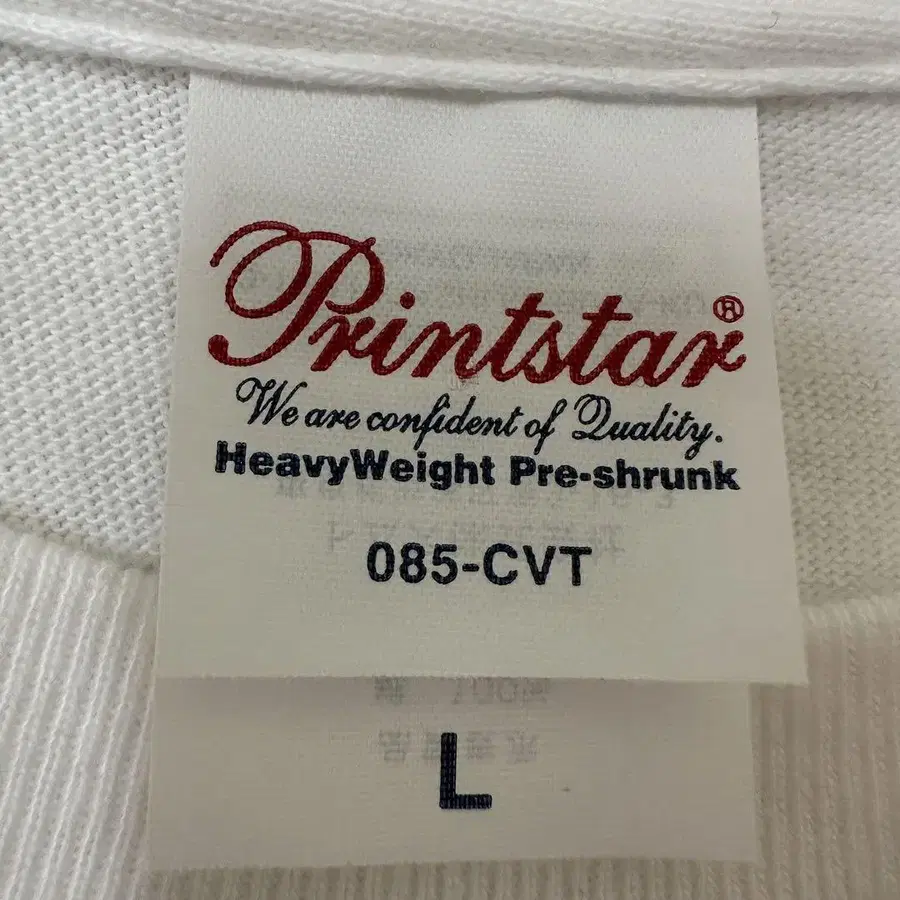 Printstar®
We are confident of Quality.
HeavyWeight Pre-shrunk
085-CVT
L